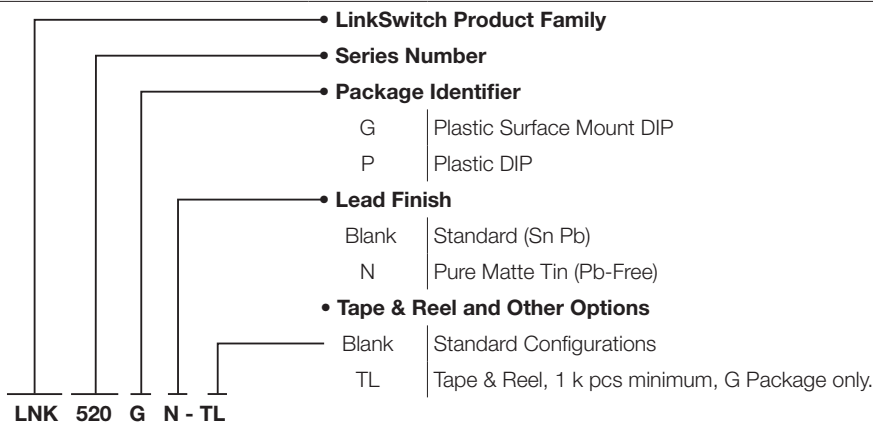 • LinkSwitch Product Family
• Series Number
• Package Identifier
G Plastic Surface Mount DIP
P Plastic DIP
• Lead Finish
Blank Standard (Sn Pb)
N Pure Matte Tin (Pb-Free)
• Tape & Reel and Other Options
Blank Standard Configurations
TL Tape & Reel, 1 k pcs minimum, G Package only.
LNK 520 G N - TL